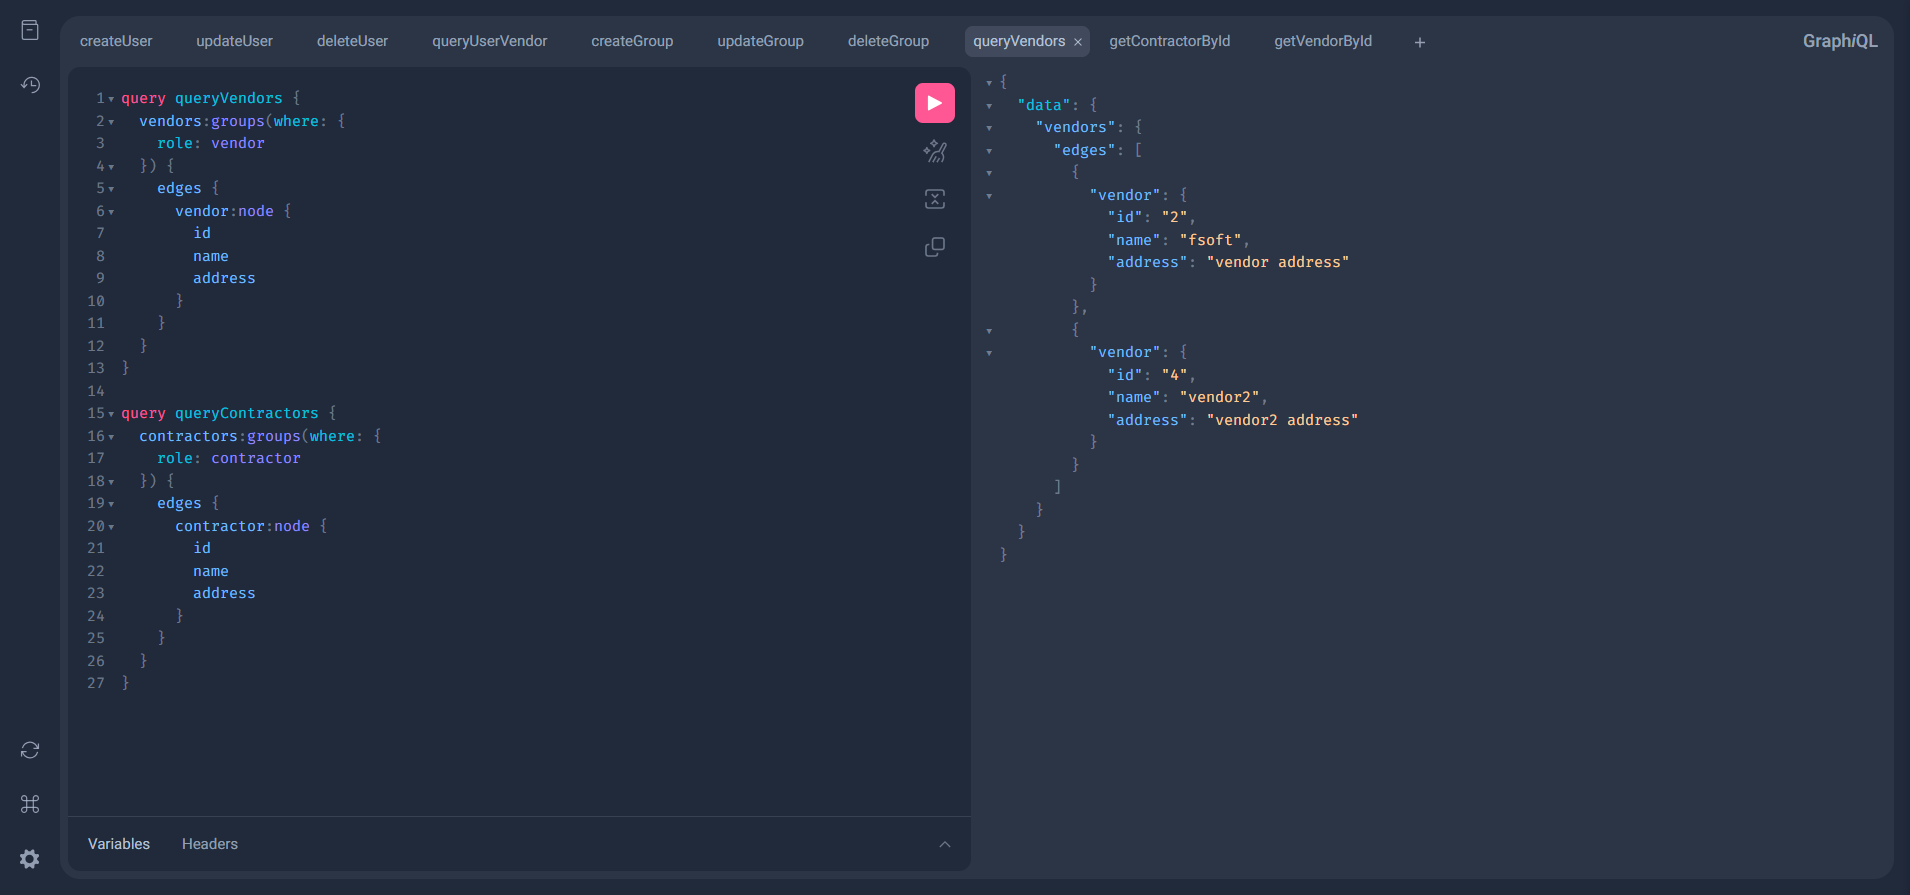 createUser updateUser deleteUser queryUserVendor createGroup updateGroup deleteGroup queryVendors × getContractorById getVendorById + GraphiQL
1 query queryVendors {
2 vendors:groups(where: {
3 role: vendor
4 }) {
5 edges {
6 vendor:node {
7 id
8 name
9 address
10 }
11 }
12 }
13 }
14
15 query queryContractors {
16 contractors:groups(where: {
17 role: contractor
18 }) {
19 edges {
20 contractor:node {
21 id
22 name
23 address
24 }
25 }
26 }
27 }
Variables Headers
{
"data": {
"vendors": {
"edges": [
{
"vendor": {
"id": "2",
"name": "fsoft",
"address": "vendor address"
}
},
{
"vendor": {
"id": "4",
"name": "vendor2",
"address": "vendor2 address"
}
}
]
}
}
}